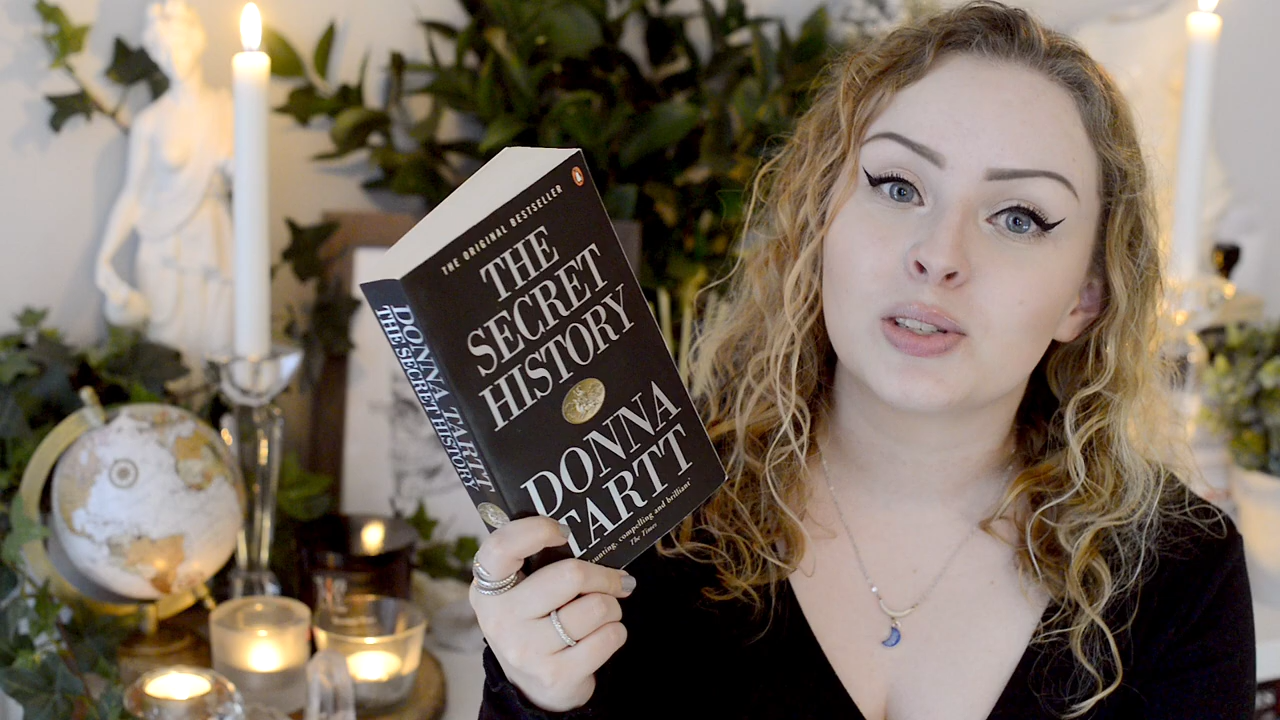 THE ORIGINAL BESTSELLER
THE
SECRET
HISTORY
DONNA
TARTT
compelling and brilliant'
The Times
DONNA TARTT
THE SECRET HISTORY